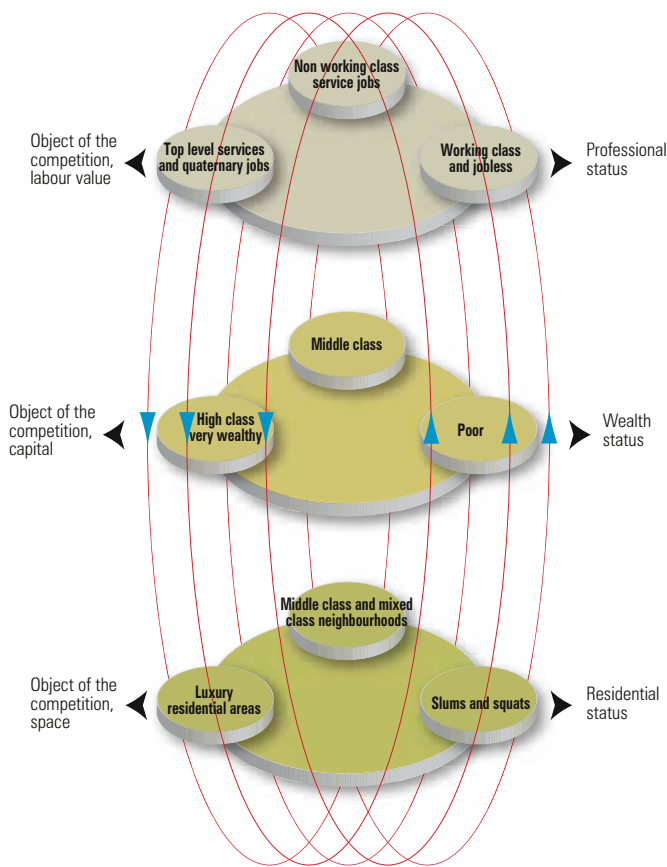 Non working class
service jobs
Object of the
competition,
labour value
Top level services
and quaternary jobs
Working class
and jobless
Professional
status
Middle class
Object of the
competition,
capital
High class
very wealthy
Poor
Wealth
status
Middle class and mixed
class neighbourhoods
Object of the
competition,
space
Luxury
residential areas
Slums and squats
Residential
status